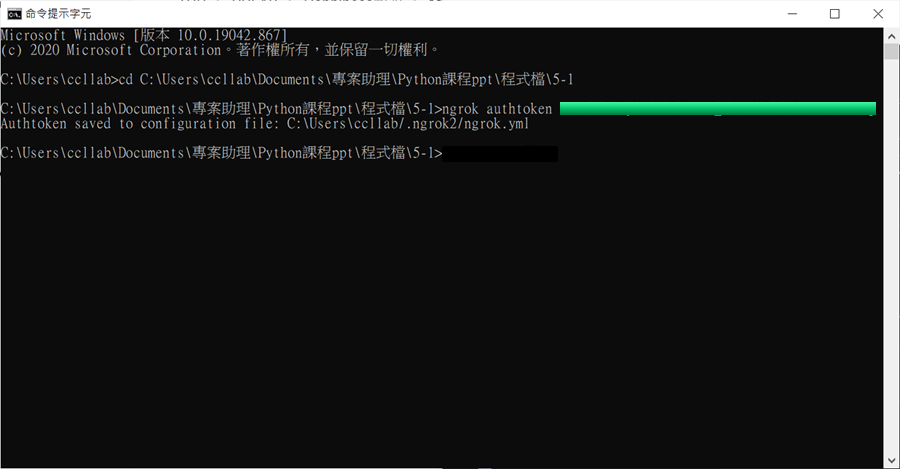 命令提示字元
Microsoft Windows [版本 10.0.19042.867]
(c) 2020 Microsoft Corporation。著作權所有，並保留一切權利。
C:\Users\ccllab>cd C:\Users\ccllab\Documents\專案助理\Python課程ppt\程式檔\5-1
C:\Users\ccllab\Documents\專案助理\Python課程ppt\程式檔\5-1>ngrok authtoken
Authtoken saved to configuration file: C:\Users\ccllab/.ngrok2/ngrok.yml
C:\Users\ccllab\Documents\專案助理\Python課程ppt\程式檔\5-1>